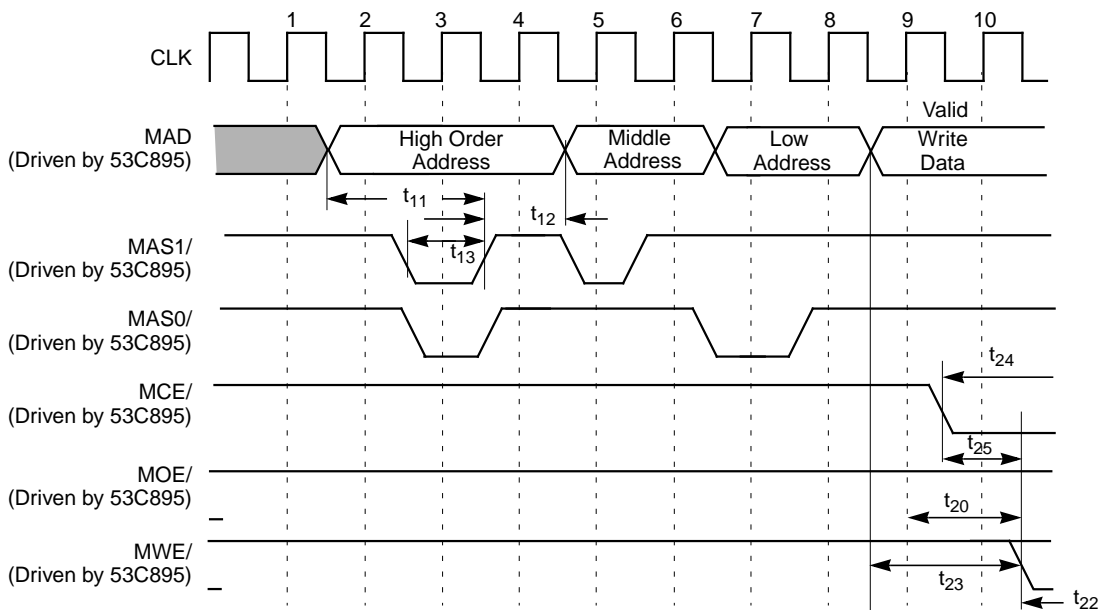 1 2 3 4 5 6 7 8 9 10
CLK
MAD
(Driven by 53C895)
High Order
Address
Middle
Address
Low
Address
Valid
Write
Data
t11
t12
t13
MAS1/
(Driven by 53C895)
MAS0/
(Driven by 53C895)
t24
MCE/
(Driven by 53C895)
t25
MOE/
(Driven by 53C895)
t20
MWE/
(Driven by 53C895)
t23
t22